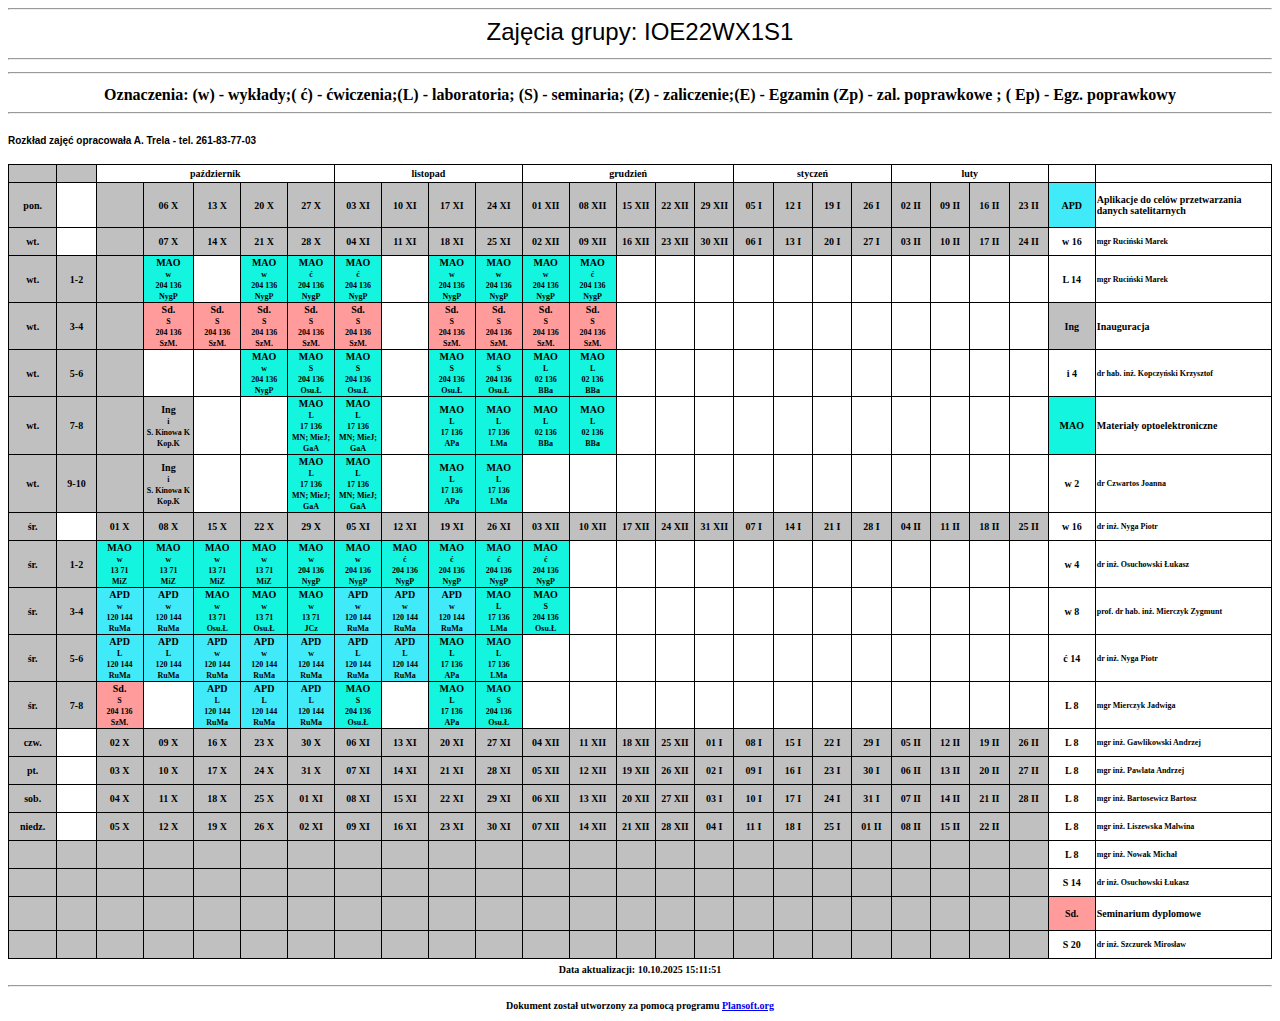 Zajęcia grupy: IOE22WX1S1
Oznaczenia: (w) - wykłady;( ć) - ćwiczenia;(L) - laboratoria; (S) - seminaria; (Z) - zaliczenie;(E) - Egzamin (Zp) - zal. poprawkowe ; ( Ep) - Egz. poprawkowy
Rozkład zajęć opracowała A. Trela - tel. 261-83-77-03
październik listopad grudzień styczeń luty
pon. 06 X 13 X 20 X 27 X 03 XI 10 XI 17 XI 24 XI 01 XII 08 XII 15 XII 22 XII 29 XII 05 I 12 I 19 I 26 I 02 II 09 II 16 II 23 II APD Aplikacje do celów przetwarzania danych satelitarnych
wt. 07 X 14 X 21 X 28 X 04 XI 11 XI 18 XI 25 XI 02 XII 09 XII 16 XII 23 XII 30 XII 06 I 13 I 20 I 27 I 03 II 10 II 17 II 24 II w 16 mgr Ruciński Marek
MAO MAO MAO MAO MAO MAO MAO MAO
w w ć ć w w w ć
wt. 1-2 204 136 204 136 204 136 204 136 204 136 204 136 204 136 204 136 L 14 mgr Ruciński Marek
NygP NygP NygP NygP NygP NygP NygP NygP
Sd. Sd. Sd. Sd. Sd. Sd. Sd. Sd. Sd.
S S S S S S S S S
wt. 3-4 204 136 204 136 204 136 204 136 204 136 204 136 204 136 204 136 204 136 Ing Inauguracja
SzM. SzM. SzM. SzM. SzM. SzM. SzM. SzM. SzM.
MAO MAO MAO MAO MAO MAO MAO
w S S S S L L
wt. 5-6 204 136 204 136 204 136 204 136 204 136 02 136 02 136 i 4 dr hab. inż. Kopczyński Krzysztof
NygP Osu.Ł Osu.Ł Osu.Ł Osu.Ł BBa BBa
Ing MAO MAO MAO MAO MAO MAO
i L L L L L L
wt. 7-8 S. Kinowa K 17 136 17 136 17 136 17 136 02 136 02 136 MAO Materiały optoelektroniczne
Kop.K MN; MieJ; GaA MN; MieJ; GaA APa LMa BBa BBa
Ing MAO MAO MAO MAO
i L L L L
wt. 9-10 S. Kinowa K 17 136 17 136 17 136 17 136 w 2 dr Czwartos Joanna
Kop.K MN; MieJ; GaA MN; MieJ; GaA APa LMa
śr. 01 X 08 X 15 X 22 X 29 X 05 XI 12 XI 19 XI 26 XI 03 XII 10 XII 17 XII 24 XII 31 XII 07 I 14 I 21 I 28 I 04 II 11 II 18 II 25 II w 16 dr inż. Nyga Piotr
MAO MAO MAO MAO MAO MAO MAO MAO MAO MAO
w w w w w w ć ć ć ć
śr. 1-2 13 71 13 71 13 71 13 71 204 136 204 136 204 136 204 136 204 136 204 136 w 4 dr inż. Osuchowski Łukasz
MiZ MiZ MiZ MiZ NygP NygP NygP NygP NygP NygP
APD APD MAO MAO MAO APD APD APD MAO MAO
w w w w w w w w L S
śr. 3-4 120 144 120 144 13 71 13 71 13 71 120 144 120 144 120 144 17 136 204 136 w 8 prof. dr hab. inż. Mierczyk Zygmunt
RuMa RuMa Osu.Ł Osu.Ł JCz RuMa RuMa RuMa LMa Osu.Ł
APD APD APD APD APD APD APD MAO MAO
L L w w w L L L L
śr. 5-6 120 144 120 144 120 144 120 144 120 144 120 144 120 144 17 136 17 136 ć 14 dr inż. Nyga Piotr
RuMa RuMa RuMa RuMa RuMa RuMa RuMa APa LMa
Sd. APD APD APD MAO MAO MAO
S L L L S L S
śr. 7-8 204 136 120 144 120 144 120 144 204 136 17 136 204 136 L 8 mgr Mierczyk Jadwiga
SzM. RuMa RuMa RuMa Osu.Ł APa Osu.Ł
czw. 02 X 09 X 16 X 23 X 30 X 06 XI 13 XI 20 XI 27 XI 04 XII 11 XII 18 XII 25 XII 01 I 08 I 15 I 22 I 29 I 05 II 12 II 19 II 26 II L 8 mgr inż. Gawlikowski Andrzej
pt. 03 X 10 X 17 X 24 X 31 X 07 XI 14 XI 21 XI 28 XI 05 XII 12 XII 19 XII 26 XII 02 I 09 I 16 I 23 I 30 I 06 II 13 II 20 II 27 II L 8 mgr inż. Pawlata Andrzej
sob. 04 X 11 X 18 X 25 X 01 XI 08 XI 15 XI 22 XI 29 XI 06 XII 13 XII 20 XII 27 XII 03 I 10 I 17 I 24 I 31 I 07 II 14 II 21 II 28 II L 8 mgr inż. Bartosewicz Bartosz
niedz. 05 X 12 X 19 X 26 X 02 XI 09 XI 16 XI 23 XI 30 XI 07 XII 14 XII 21 XII 28 XII 04 I 11 I 18 I 25 I 01 II 08 II 15 II 22 II L 8 mgr inż. Liszewska Malwina
L 8 mgr inż. Nowak Michał
S 14 dr inż. Osuchowski Łukasz
Sd. Seminarium dyplomowe
S 20 dr inż. Szczurek Mirosław
Data aktualizacji: 10.10.2025 15:11:51
Dokument został utworzony za pomocą programu Plansoft.org